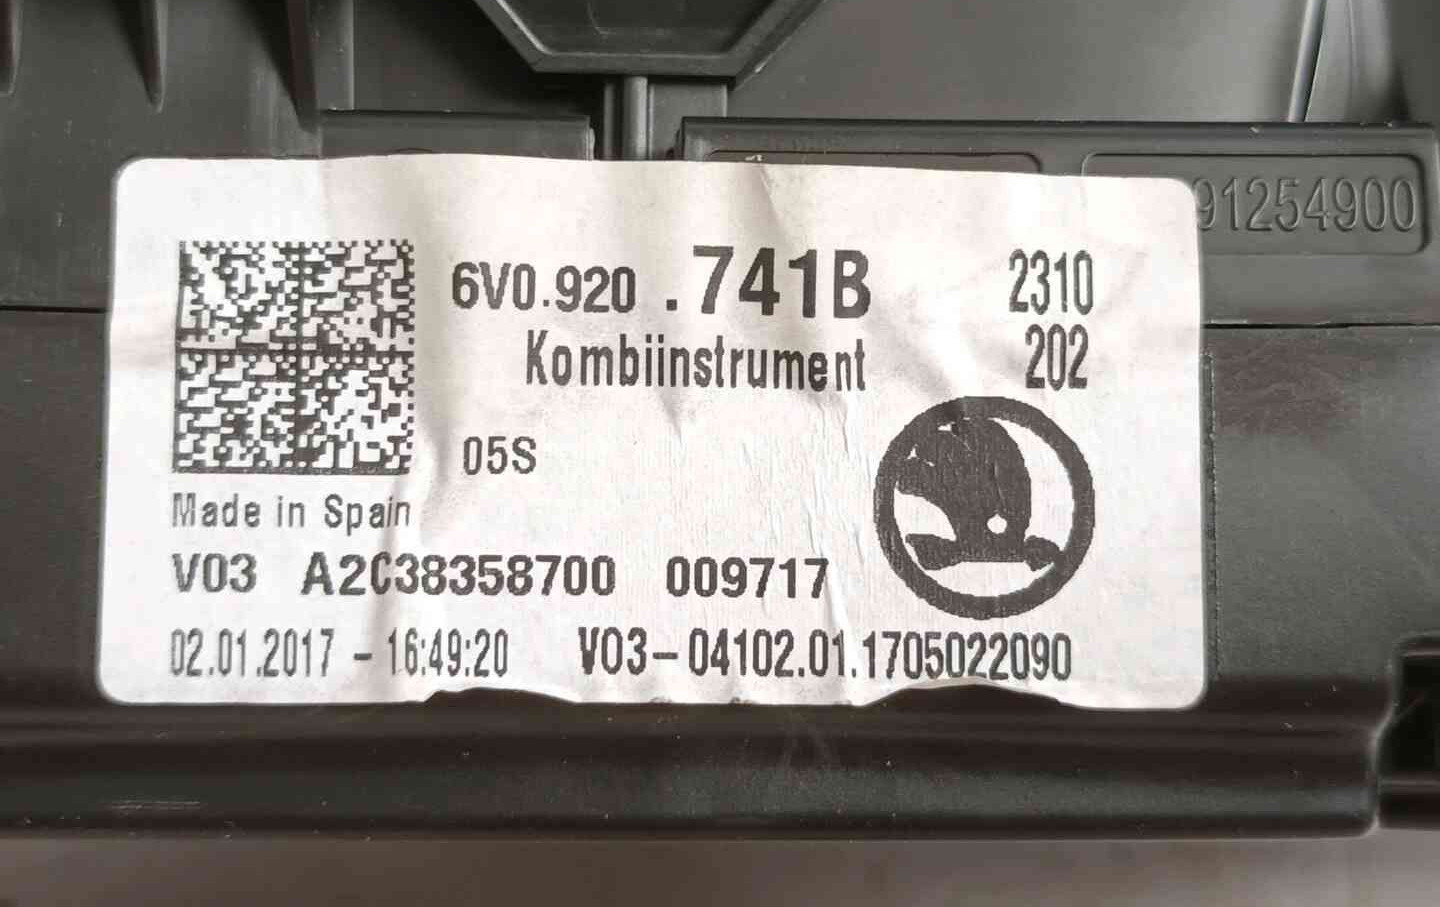 91254900
6V0.920 .741B 2310
Kombiinstrument 202
05S
Made in Spain
V03 A2C38358700 009717
02.01.2017 - 16:49:20 V03-04102.01.1705022090